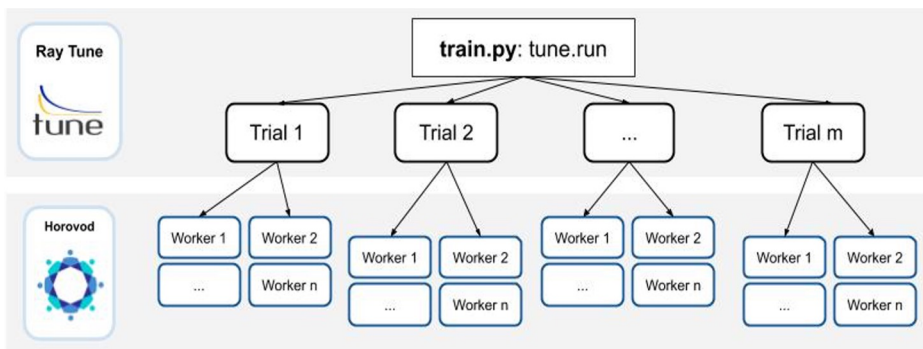 Ray Tune
tune
train.py: tune.run
Trial 1
Trial 2
...
Trial m
Horovod
Worker 1
Worker 2
...
Worker n
Worker 1
Worker 2
...
Worker n
Worker 1
Worker 2
...
Worker n
Worker 1
Worker 2
...
Worker n